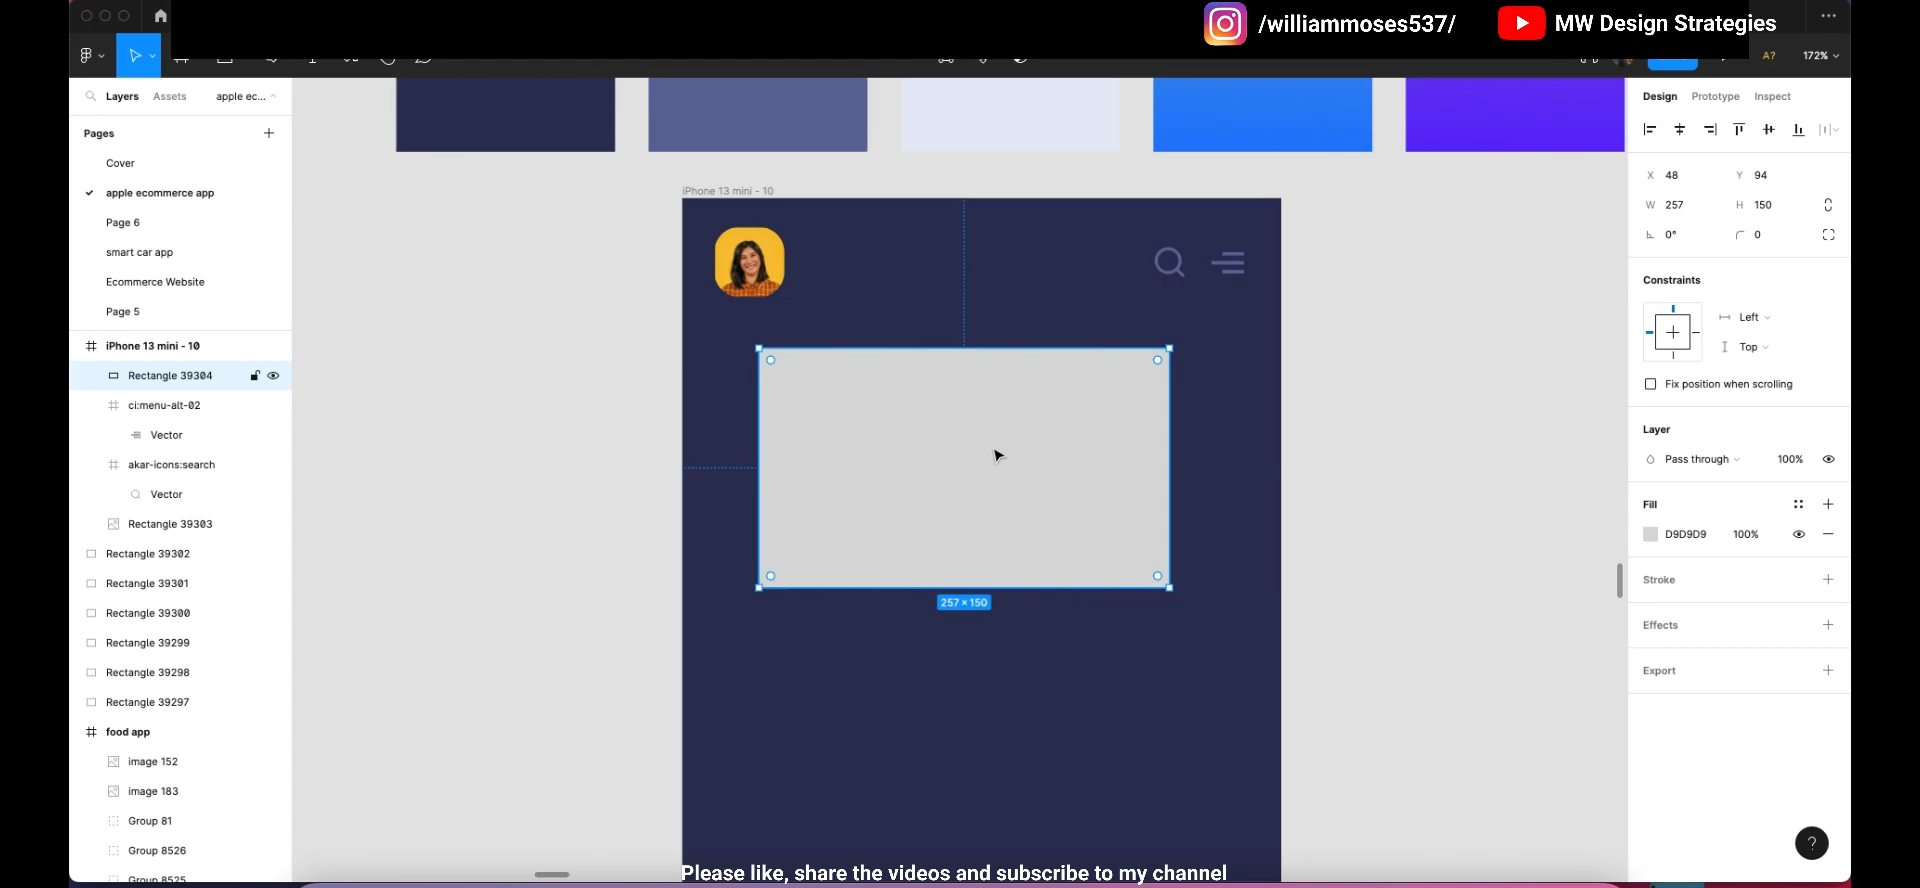 /williammoses537/
MW Design Strategies
A?
172%
Layers
Assets
apple ec...
Pages
Cover
apple ecommerce app
Page 6
smart car app
Ecommerce Website
Page 5
iPhone 13 mini - 10
Rectangle 39304
ci:menu-alt-02
Vector
akar-icons:search
Vector
Rectangle 39303
Rectangle 39302
Rectangle 39301
Rectangle 39300
Rectangle 39299
Rectangle 39298
Rectangle 39297
food app
image 152
image 183
Group 81
Group 8526
Group 8525
iPhone 13 mini - 10
257 × 150
Please like, share the videos and subscribe to my channel
Design
Prototype
Inspect
X 48
Y 94
W 257
H 150
0°
0
Constraints
Left
Top
Fix position when scrolling
Layer
Pass through
100%
Fill
D9D9D9
100%
Stroke
Effects
Export
?